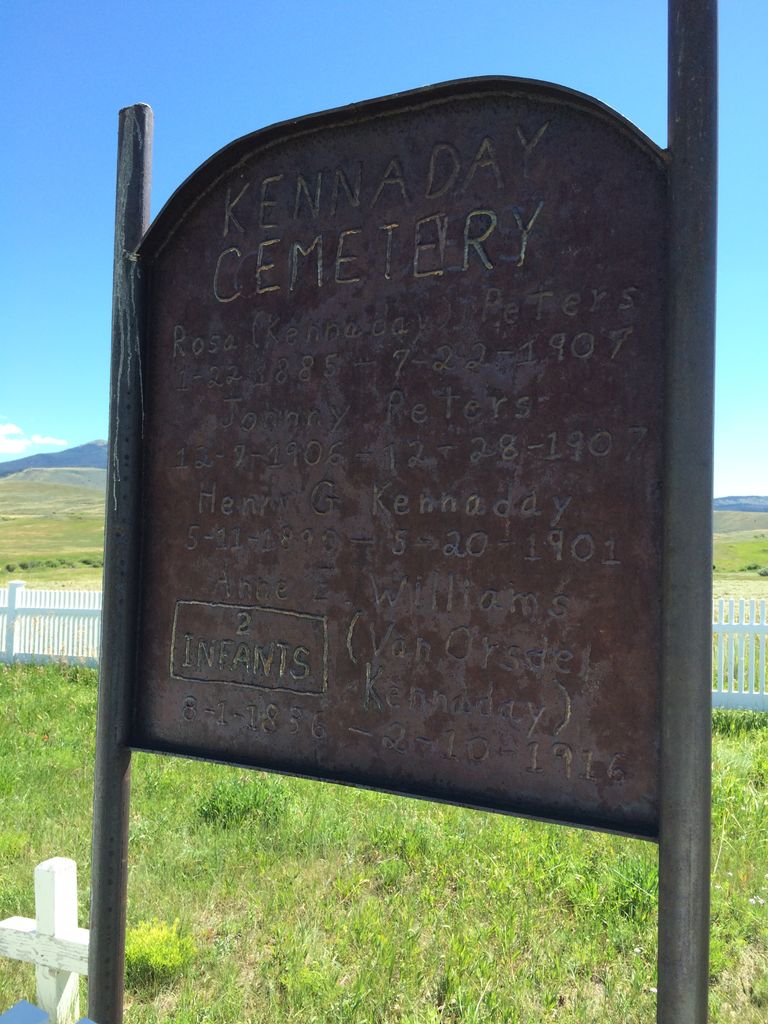 KENNADAY
CEMETERY
Rosa (Kennaday) Peters
1-22-1885 - 7-22-1907
Johnny Peters
12-7-1906 - 12-28-1907
Henry G Kennaday
5-11-1890 - 5-20-1901
Anne E. Williams
(Van Orsdel
Kennaday)
2
INFANTS
8-1-1836 - 2-10-1916